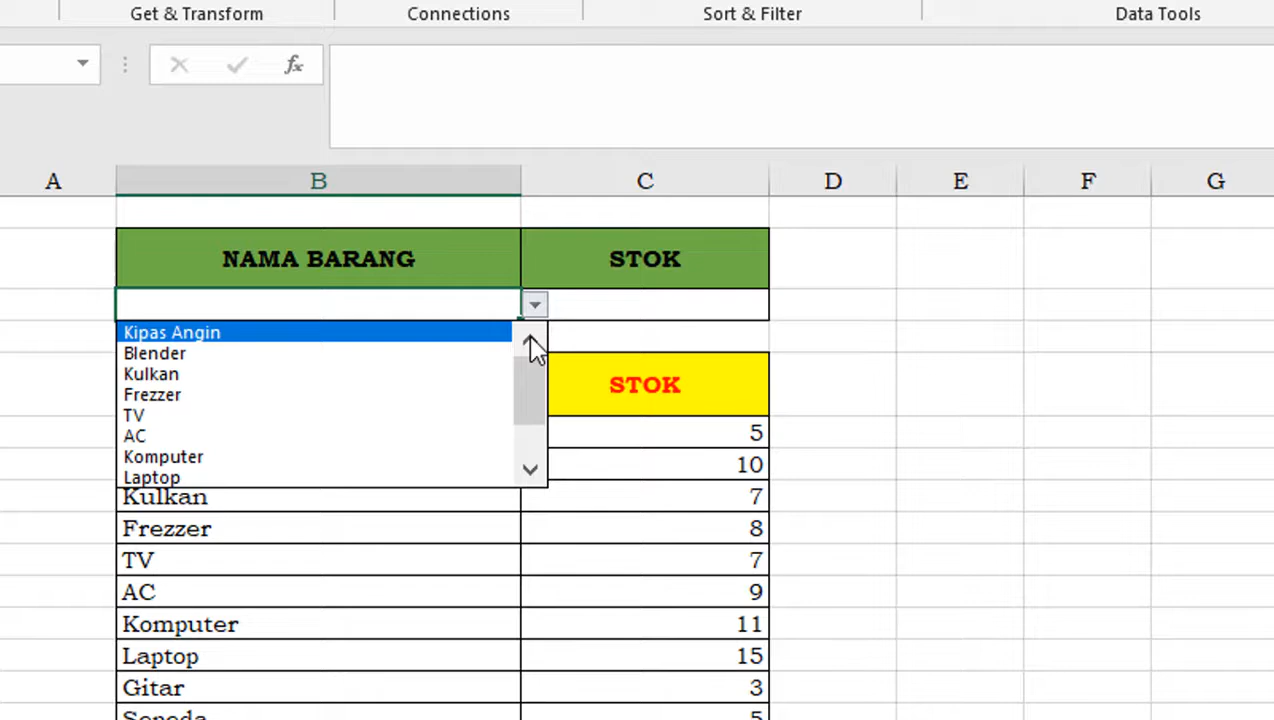 Get & Transform Connections Sort & Filter Data Tools
fx
A B C D E F G
NAMA BARANG STOK
Kipas Angin
Blender
Kulkan
Frezzer
TV
AC
Komputer
Laptop
STOK
5
10
Kulkan 7
Frezzer 8
TV 7
AC 9
Komputer 11
Laptop 15
Gitar 3